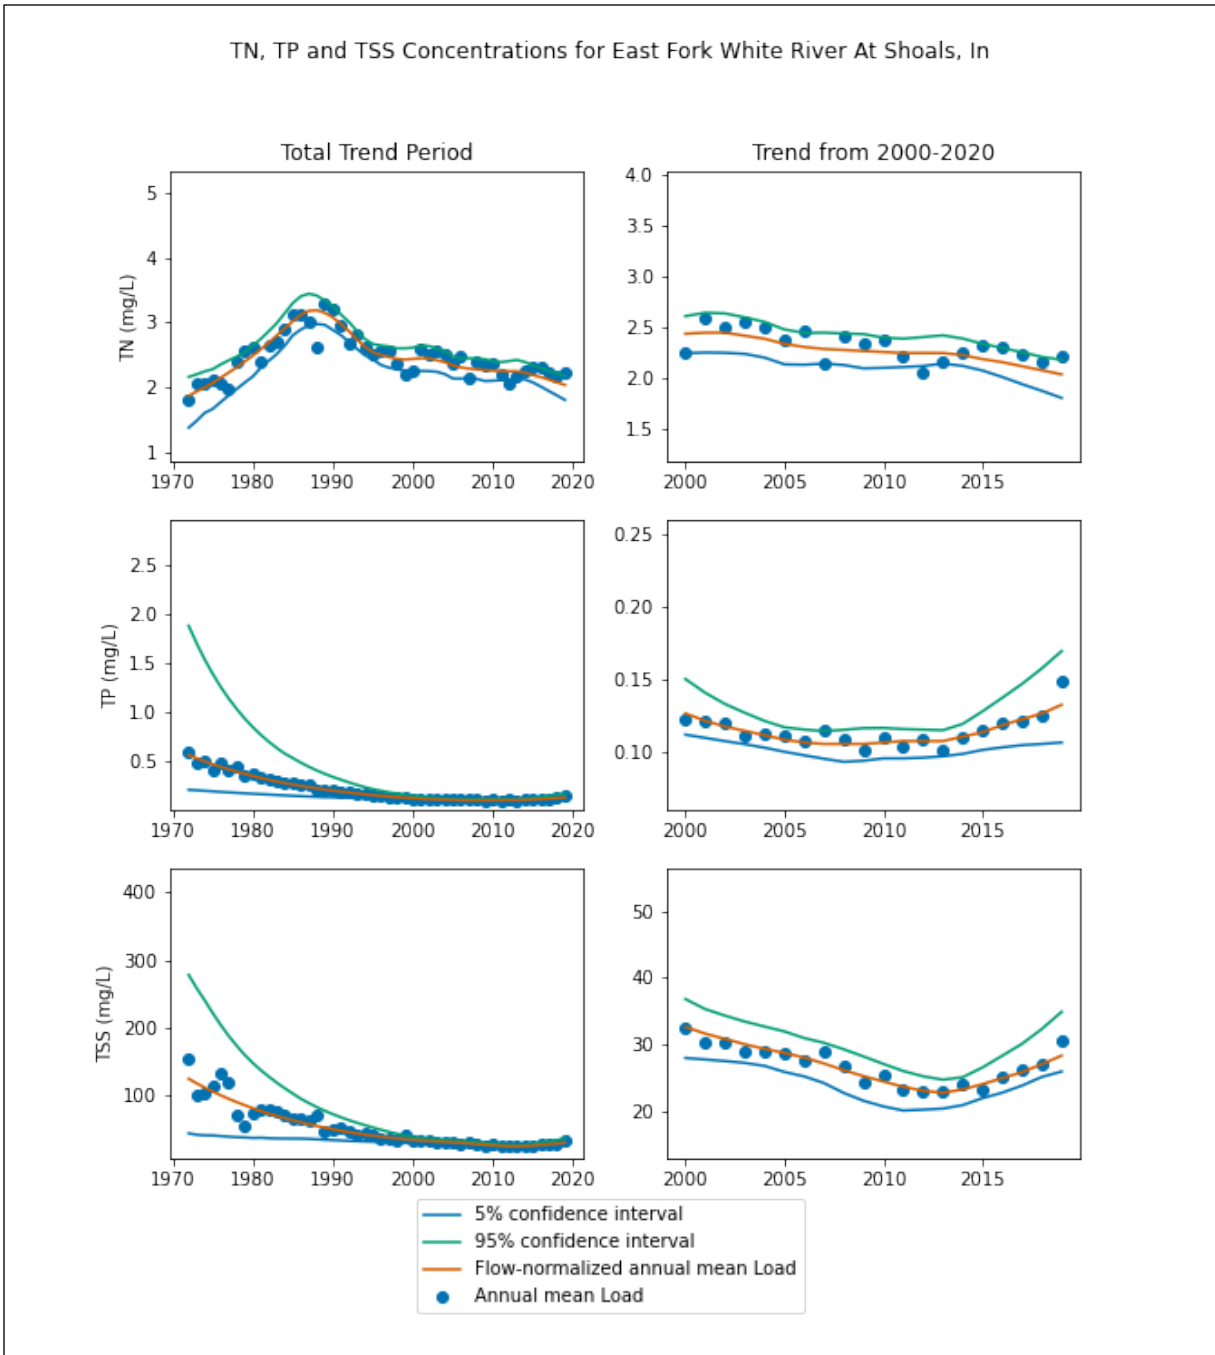 TN, TP and TSS Concentrations for East Fork White River At Shoals, In
Total Trend Period
TN (mg/L)
5
4
3
2
1
1970 1980 1990 2000 2010 2020
Trend from 2000-2020
4.0
3.5
3.0
2.5
2.0
1.5
2000 2005 2010 2015
TP (mg/L)
2.5
2.0
1.5
1.0
0.5
1970 1980 1990 2000 2010 2020
0.25
0.20
0.15
0.10
2000 2005 2010 2015
TSS (mg/L)
400
300
200
100
1970 1980 1990 2000 2010 2020
50
40
30
20
2000 2005 2010 2015
5% confidence interval
95% confidence interval
Flow-normalized annual mean Load
Annual mean Load